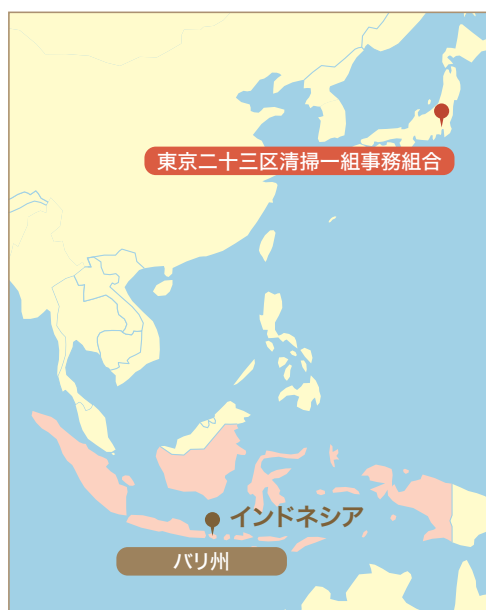 東京二十三区清掃一組事務組合
インドネシア
バリ州